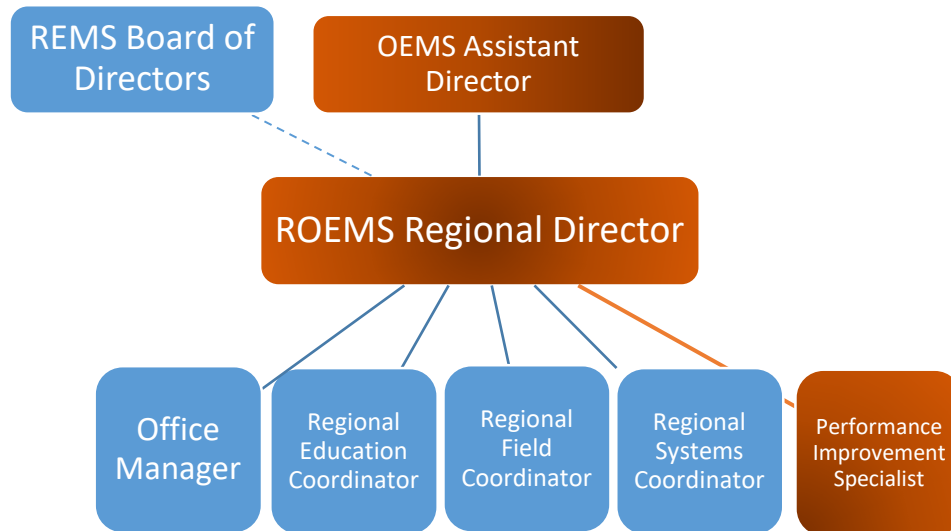 REMS Board of
Directors
OEMS Assistant
Director
ROEMS Regional Director
Office
Manager
Regional
Education
Coordinator
Regional
Field
Coordinator
Regional
Systems
Coordinator
Performance
Improvement
Specialist